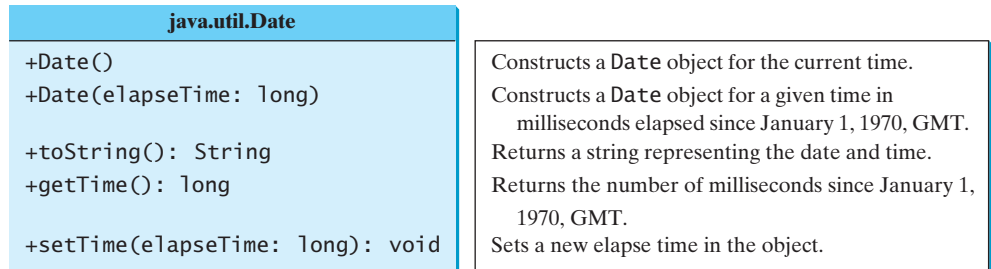 java.util.Date
+Date()
Constructs a Date object for the current time.
+Date(elapseTime: long)
Constructs a Date object for a given time in
milliseconds elapsed since January 1, 1970, GMT.
+toString(): String
Returns a string representing the date and time.
+getTime(): long
Returns the number of milliseconds since January 1,
1970, GMT.
+setTime(elapseTime: long): void
Sets a new elapse time in the object.